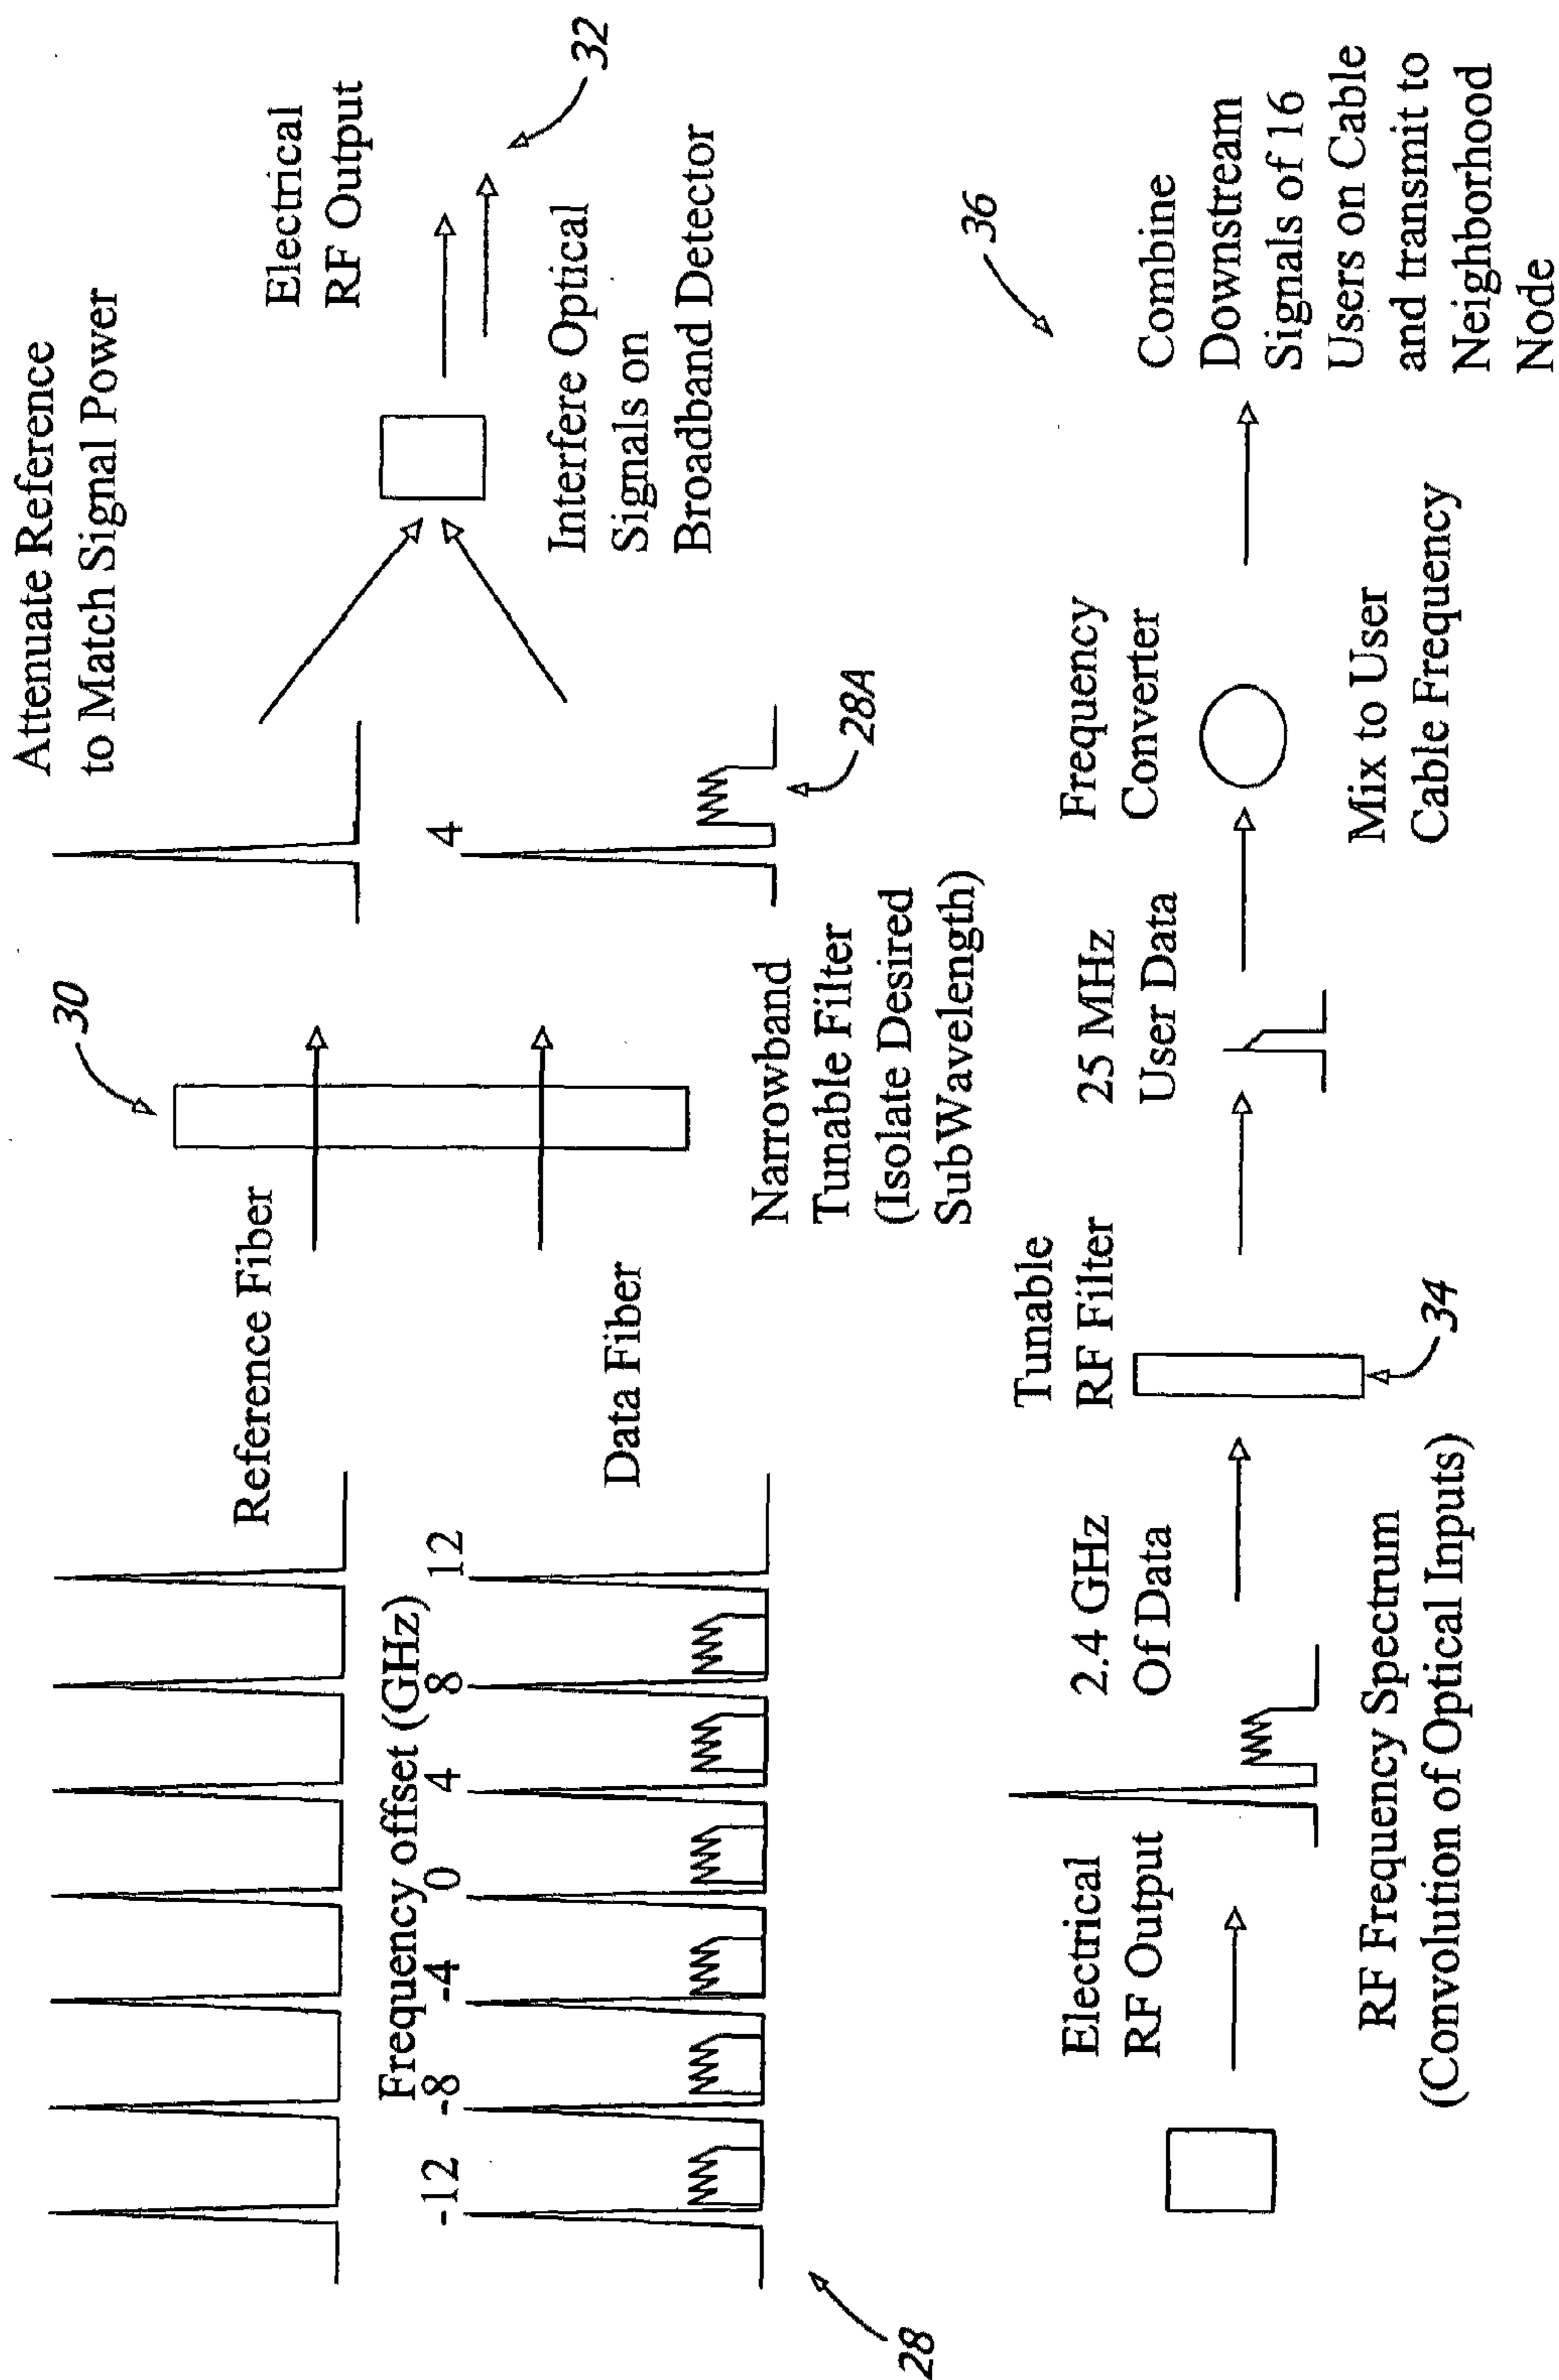 Attenuate Reference
to Match Signal Power
30
Reference Fiber
Electrical
RF Output
32
Frequency offset (GHz)
-12
-8
-4
0
4
8
12
4
Data Fiber
Interfere Optical
Signals on
Broadband Detector
Narrowband
Tunable Filter
(Isolate Desired
SubWavelength)
28A
28
Electrical
RF Output
2.4 GHz
Of Data
Tunable
RF Filter
25 MHz
User Data
Frequency
Converter
36
Combine
Downstream
Signals of 16
Users on Cable
and transmit to
Neighborhood
Node
RF Frequency Spectrum
(Convolution of Optical Inputs)
34
Mix to User
Cable Frequency